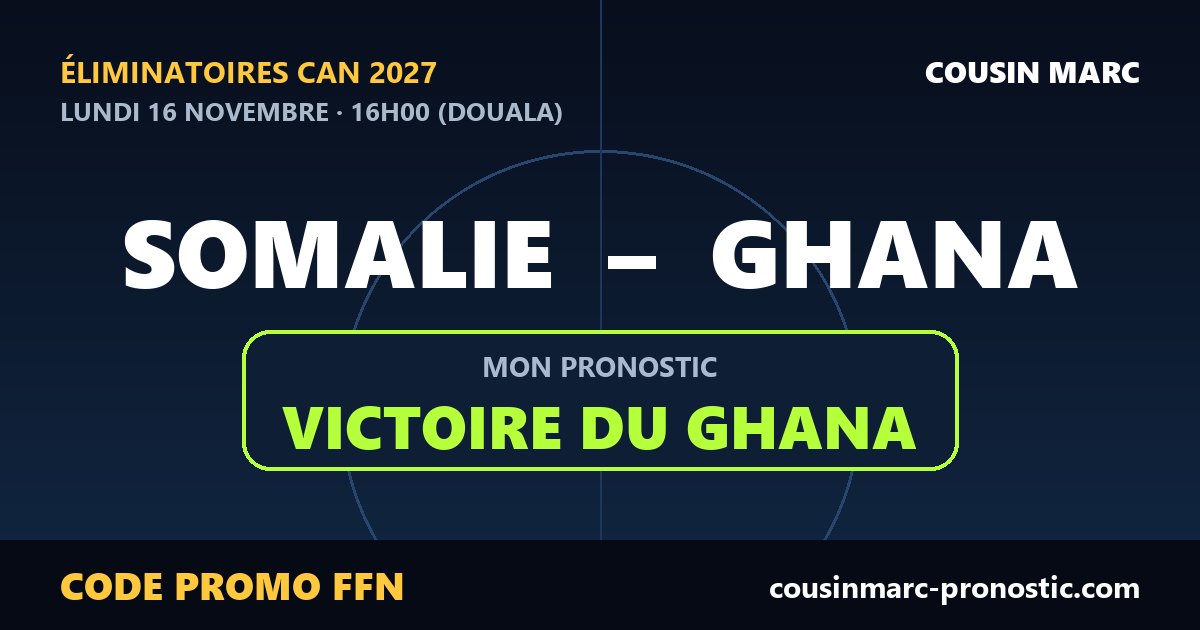 ÉLIMINATOIRES CAN 2027
COUSIN MARC
LUNDI 16 NOVEMBRE · 16H00 (DOUALA)
SOMALIE – GHANA
MON PRONOSTIC
VICTOIRE DU GHANA
CODE PROMO FFN
cousinmarc-pronostic.com